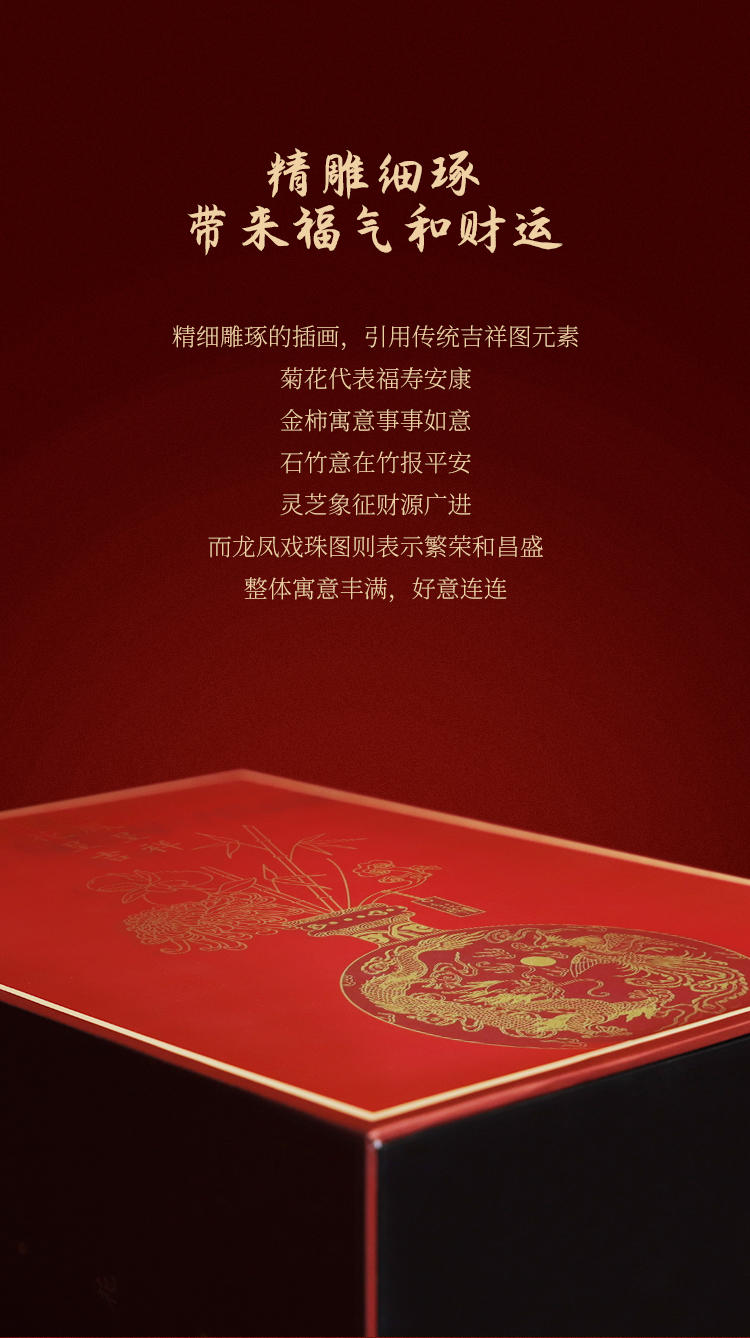 精雕细琢
带来福气和财运
精细雕琢的插画，引用传统吉祥图元素
菊花代表福寿安康
金柿寓意事事如意
石竹意在竹报平安
灵芝象征财源广进
而龙凤戏珠图则表示繁荣和昌盛
整体寓意丰满，好意连连